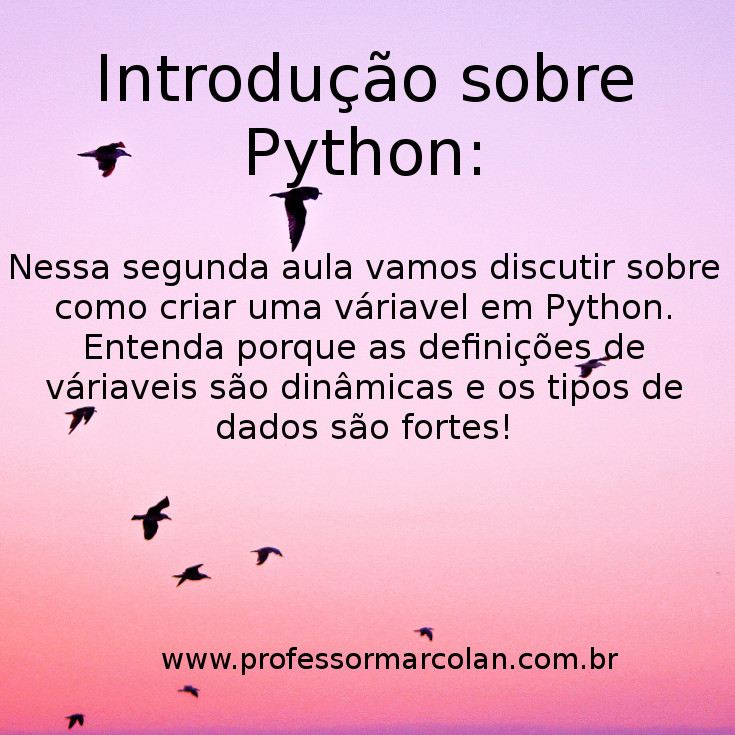 Introdução sobre
Python:
Nessa segunda aula vamos discutir sobre
como criar uma váriavel em Python.
Entenda porque as definições de
váriaveis são dinâmicas e os tipos de
dados são fortes!
www.professormarcolan.com.br